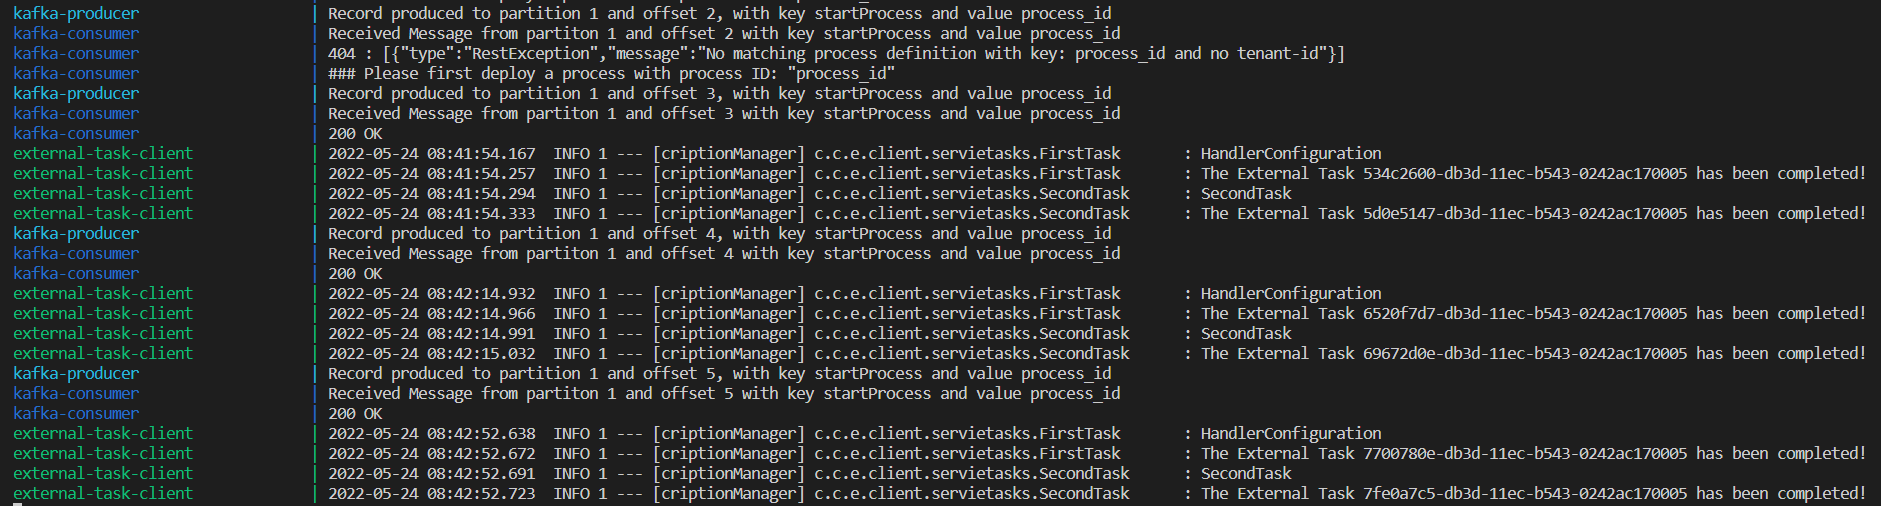 kafka-producer | Record produced to partition 1 and offset 2, with key startProcess and value process_id
kafka-consumer | Received Message from partiton 1 and offset 2 with key startProcess and value process_id
kafka-consumer | 404 : [{"type":"RestException","message":"No matching process definition with key: process_id and no tenant-id"}]
kafka-consumer | ### Please first deploy a process with process ID: "process_id"
kafka-producer | Record produced to partition 1 and offset 3, with key startProcess and value process_id
kafka-consumer | Received Message from partiton 1 and offset 3 with key startProcess and value process_id
kafka-consumer | 200 OK
external-task-client | 2022-05-24 08:41:54.167 INFO 1 --- [criptionManager] c.c.e.client.servietasks.FirstTask : HandlerConfiguration
external-task-client | 2022-05-24 08:41:54.257 INFO 1 --- [criptionManager] c.c.e.client.servietasks.FirstTask : The External Task 534c2600-db3d-11ec-b543-0242ac170005 has been completed!
external-task-client | 2022-05-24 08:41:54.294 INFO 1 --- [criptionManager] c.c.e.client.servietasks.SecondTask : SecondTask
external-task-client | 2022-05-24 08:41:54.333 INFO 1 --- [criptionManager] c.c.e.client.servietasks.SecondTask : The External Task 5d0e5147-db3d-11ec-b543-0242ac170005 has been completed!
kafka-producer | Record produced to partition 1 and offset 4, with key startProcess and value process_id
kafka-consumer | Received Message from partiton 1 and offset 4 with key startProcess and value process_id
kafka-consumer | 200 OK
external-task-client | 2022-05-24 08:42:14.932 INFO 1 --- [criptionManager] c.c.e.client.servietasks.FirstTask : HandlerConfiguration
external-task-client | 2022-05-24 08:42:14.966 INFO 1 --- [criptionManager] c.c.e.client.servietasks.FirstTask : The External Task 6520f7d7-db3d-11ec-b543-0242ac170005 has been completed!
external-task-client | 2022-05-24 08:42:14.991 INFO 1 --- [criptionManager] c.c.e.client.servietasks.SecondTask : SecondTask
external-task-client | 2022-05-24 08:42:15.032 INFO 1 --- [criptionManager] c.c.e.client.servietasks.SecondTask : The External Task 69672d0e-db3d-11ec-b543-0242ac170005 has been completed!
kafka-producer | Record produced to partition 1 and offset 5, with key startProcess and value process_id
kafka-consumer | Received Message from partiton 1 and offset 5 with key startProcess and value process_id
kafka-consumer | 200 OK
external-task-client | 2022-05-24 08:42:52.638 INFO 1 --- [criptionManager] c.c.e.client.servietasks.FirstTask : HandlerConfiguration
external-task-client | 2022-05-24 08:42:52.672 INFO 1 --- [criptionManager] c.c.e.client.servietasks.FirstTask : The External Task 7700780e-db3d-11ec-b543-0242ac170005 has been completed!
external-task-client | 2022-05-24 08:42:52.691 INFO 1 --- [criptionManager] c.c.e.client.servietasks.SecondTask : SecondTask
external-task-client | 2022-05-24 08:42:52.723 INFO 1 --- [criptionManager] c.c.e.client.servietasks.SecondTask : The External Task 7fe0a7c5-db3d-11ec-b543-0242ac170005 has been completed!